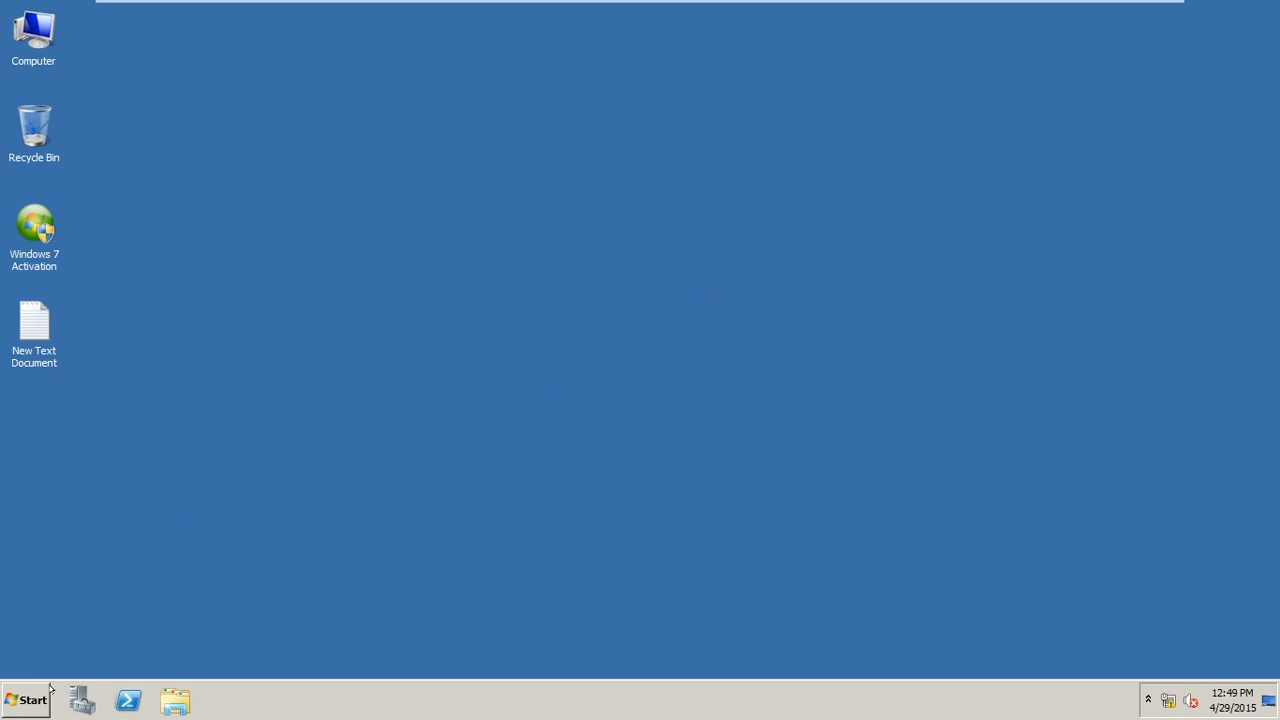 Computer
Recycle Bin
Windows 7
Activation
New Text
Document
Start
12:49 PM
4/29/2015